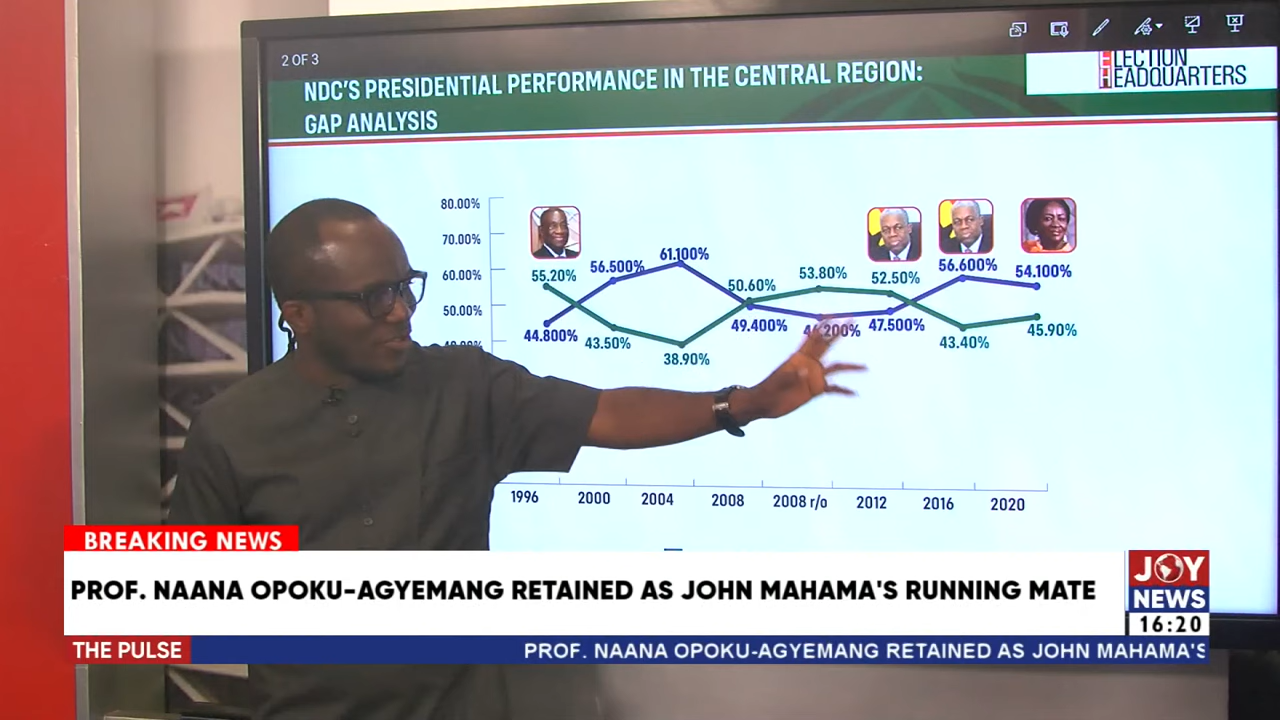 2 OF 3
NDC'S PRESIDENTIAL PERFORMANCE IN THE CENTRAL REGION:
GAP ANALYSIS
ELECTION
HEADQUARTERS
80.00%
70.00%
60.00%
50.00%
40.00%
55.20%
56.500%
61.100%
50.60%
53.80%
52.50%
56.600%
54.100%
44.800%
43.50%
38.90%
49.400%
46.200%
47.500%
43.40%
45.90%
1996 2000 2004 2008 2008 r/o 2012 2016 2020
BREAKING NEWS
PROF. NAANA OPOKU-AGYEMANG RETAINED AS JOHN MAHAMA'S RUNNING MATE
JOY
NEWS
16:20
THE PULSE
PROF. NAANA OPOKU-AGYEMANG RETAINED AS JOHN MAHAMA'S